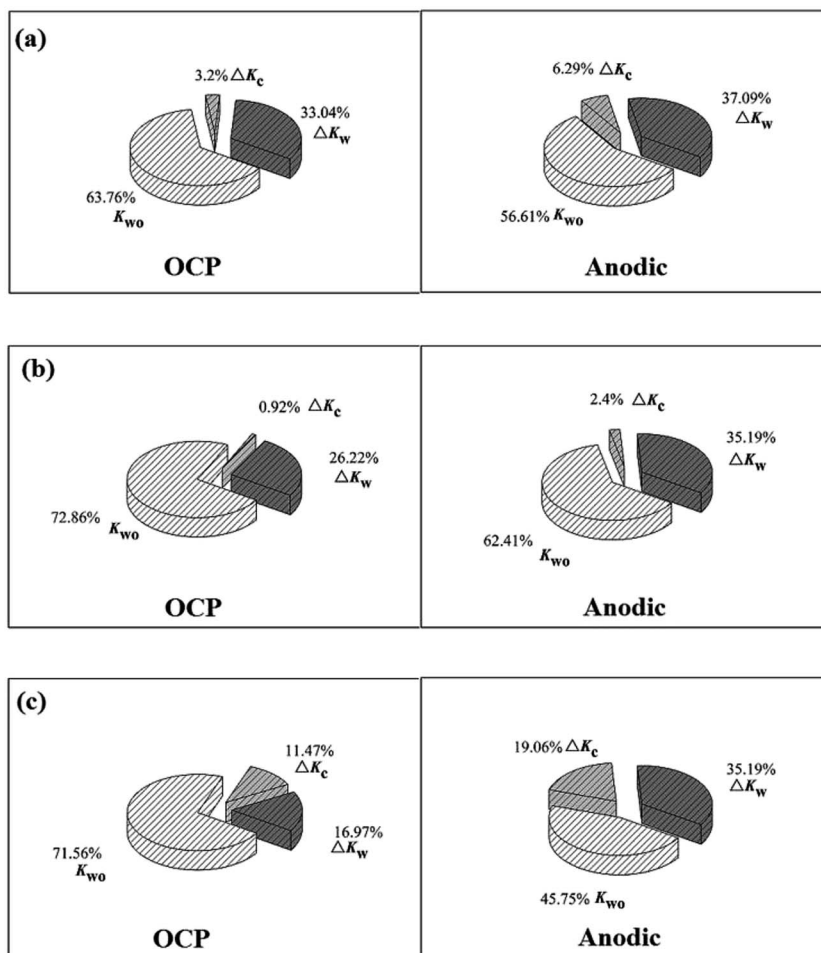 (a)
3.2% △Kc
33.04%
△Kw
63.76%
Kwo
OCP
6.29% △Kc
37.09%
△Kw
56.61% Kwo
Anodic
(b)
0.92% △Kc
26.22%
△Kw
72.86% Kwo
OCP
2.4% △Kc
35.19%
△Kw
62.41% Kwo
Anodic
(c)
11.47%
△Kc
16.97%
△Kw
71.56%
Kwo
OCP
19.06% △Kc
35.19%
△Kw
45.75% Kwo
Anodic